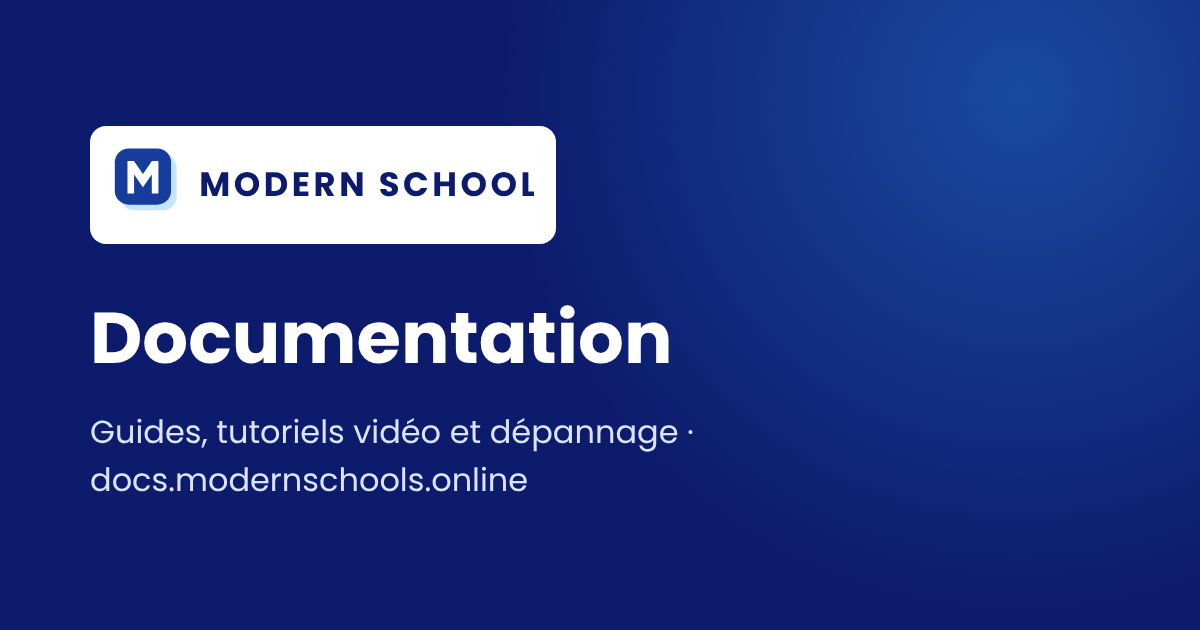 M MODERN SCHOOL
Documentation
Guides, tutoriels vidéo et dépannage ·
docs.modernschools.online